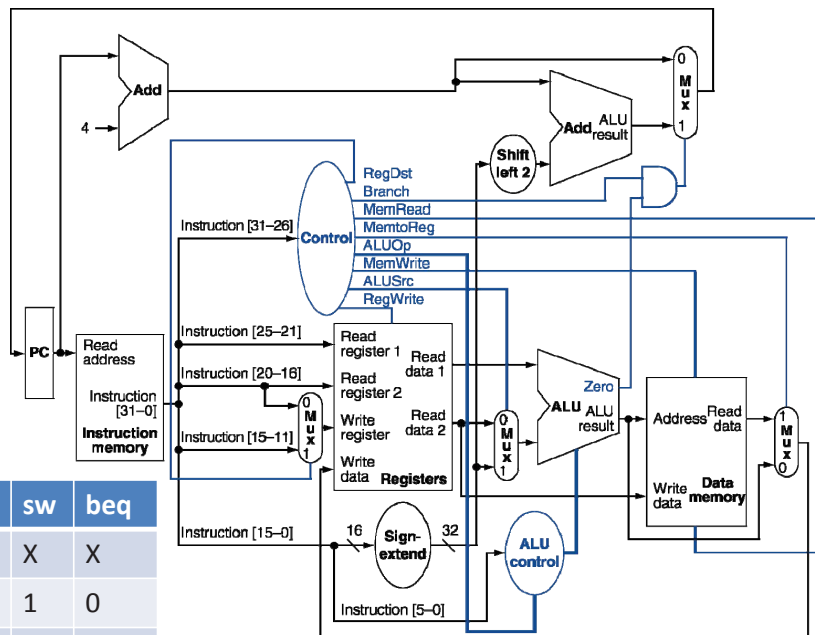 Add
4
Shift
left 2
Add
ALU
result
0
M
u
x
1
RegDst
Branch
MemRead
MemtoReg
ALUOp
MemWrite
ALUSrc
RegWrite
Control
Instruction [31–26]
Instruction [25–21]
Instruction [20–16]
Instruction [15–11]
Instruction [15–0]
Instruction [5–0]
PC
Read
address
Instruction
[31–0]
Instruction
memory
0
M
u
x
1
Read
register 1
Read
register 2
Write
register
Write
data
Read
data 1
Read
data 2
Registers
0
M
u
x
1
Zero
ALU
ALU
result
Address
Read
data
Write
data
Data
memory
1
M
u
x
0
16
Sign-
extend
32
ALU
control
sw beq
X X
1 0